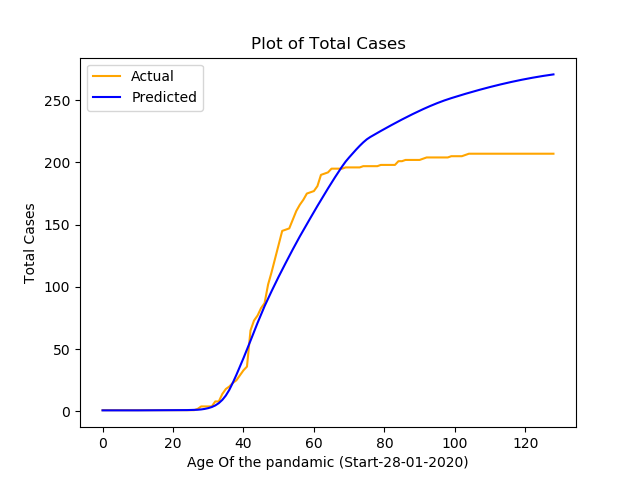 Plot of Total Cases
Actual
Predicted
Total Cases
250
200
150
100
50
0
0 20 40 60 80 100 120
Age Of the pandamic (Start-28-01-2020)